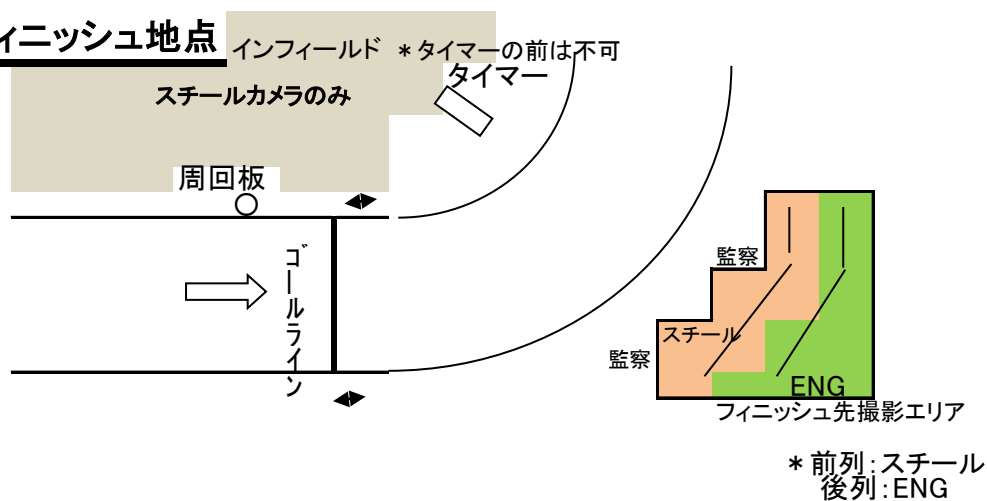 ィニッシュ地点
インフィールド *タイマーの前は不可
タイマー
スチールカメラのみ
周回板
ゴールライン
監察
スチール
監察
ENG
フィニッシュ先撮影エリア
*前列:スチール
後列:ENG